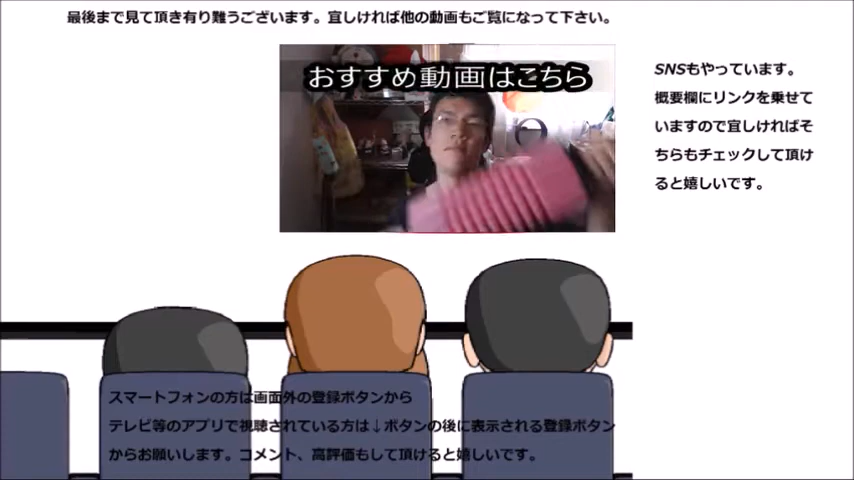 最後まで見て頂き有り難うございます。宜しければ他の動画もご覧になって下さい。
おすすめ動画はこちら
SNSもやっています。
概要欄にリンクを乗せて
いますので宜しければそ
ちらもチェックして頂け
ると嬉しいです。
スマートフォンの方は画面外の登録ボタンから
テレビ等のアプリで視聴されている方は↓ボタンの後に表示される登録ボタン
からお願いします。コメント、高評価もして頂けると嬉しいです。